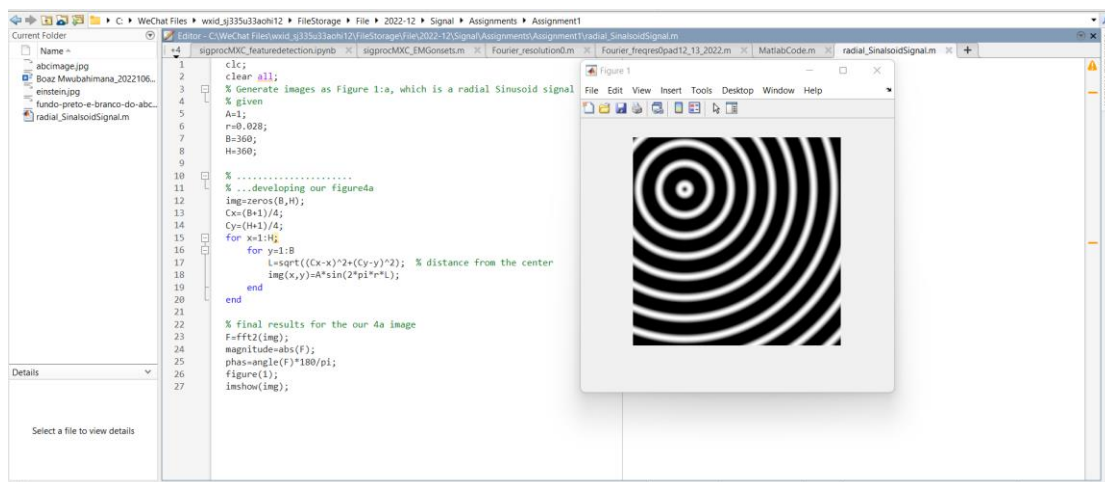 C: ▸ WeChat Files ▸ wxid_sj335u33aohi12 ▸ FileStorage ▸ File ▸ 2022-12 ▸ Signal ▸ Assignments ▸ Assignment1
Current Folder
Name
abcimage.jpg
Boaz Mwubahimana_2022106...
einstein.jpg
fundo-preto-e-branco-do-abc...
radial_SinalsoidSignal.m
Details
Select a file to view details
Editor - C:\WeChat Files\wxid_sj335u33aohi12\FileStorage\File\2022-12\Signal\Assignments\Assignment1\radial_SinalsoidSignal.m
+4 sigprocMXC_featuredetection.ipynb sigprocMXC_EMGonsets.m Fourier_resolution0.m Fourier_freqres0pad12_13_2022.m MatlabCode.m radial_SinalsoidSignal.m +
1 clc;
2 clear all;
3 % Generate images as Figure 1:a, which is a radial Sinusoid signal
4 % given
5 A=1;
6 r=0.028;
7 B=360;
8 H=360;
9
10 % .....................
11 % ...developing our figure4a
12 img=zeros(B,H);
13 Cx=(B+1)/4;
14 Cy=(H+1)/4;
15 for x=1:H;
16 for y=1:B
17 L=sqrt((Cx-x)^2+(Cy-y)^2); % distance from the center
18 img(x,y)=A*sin(2*pi*r*L);
19 end
20 end
21
22 % final results for the our 4a image
23 F=fft2(img);
24 magnitude=abs(F);
25 phas=angle(F)*180/pi;
26 figure(1);
27 imshow(img);
Figure 1
File Edit View Insert Tools Desktop Window Help